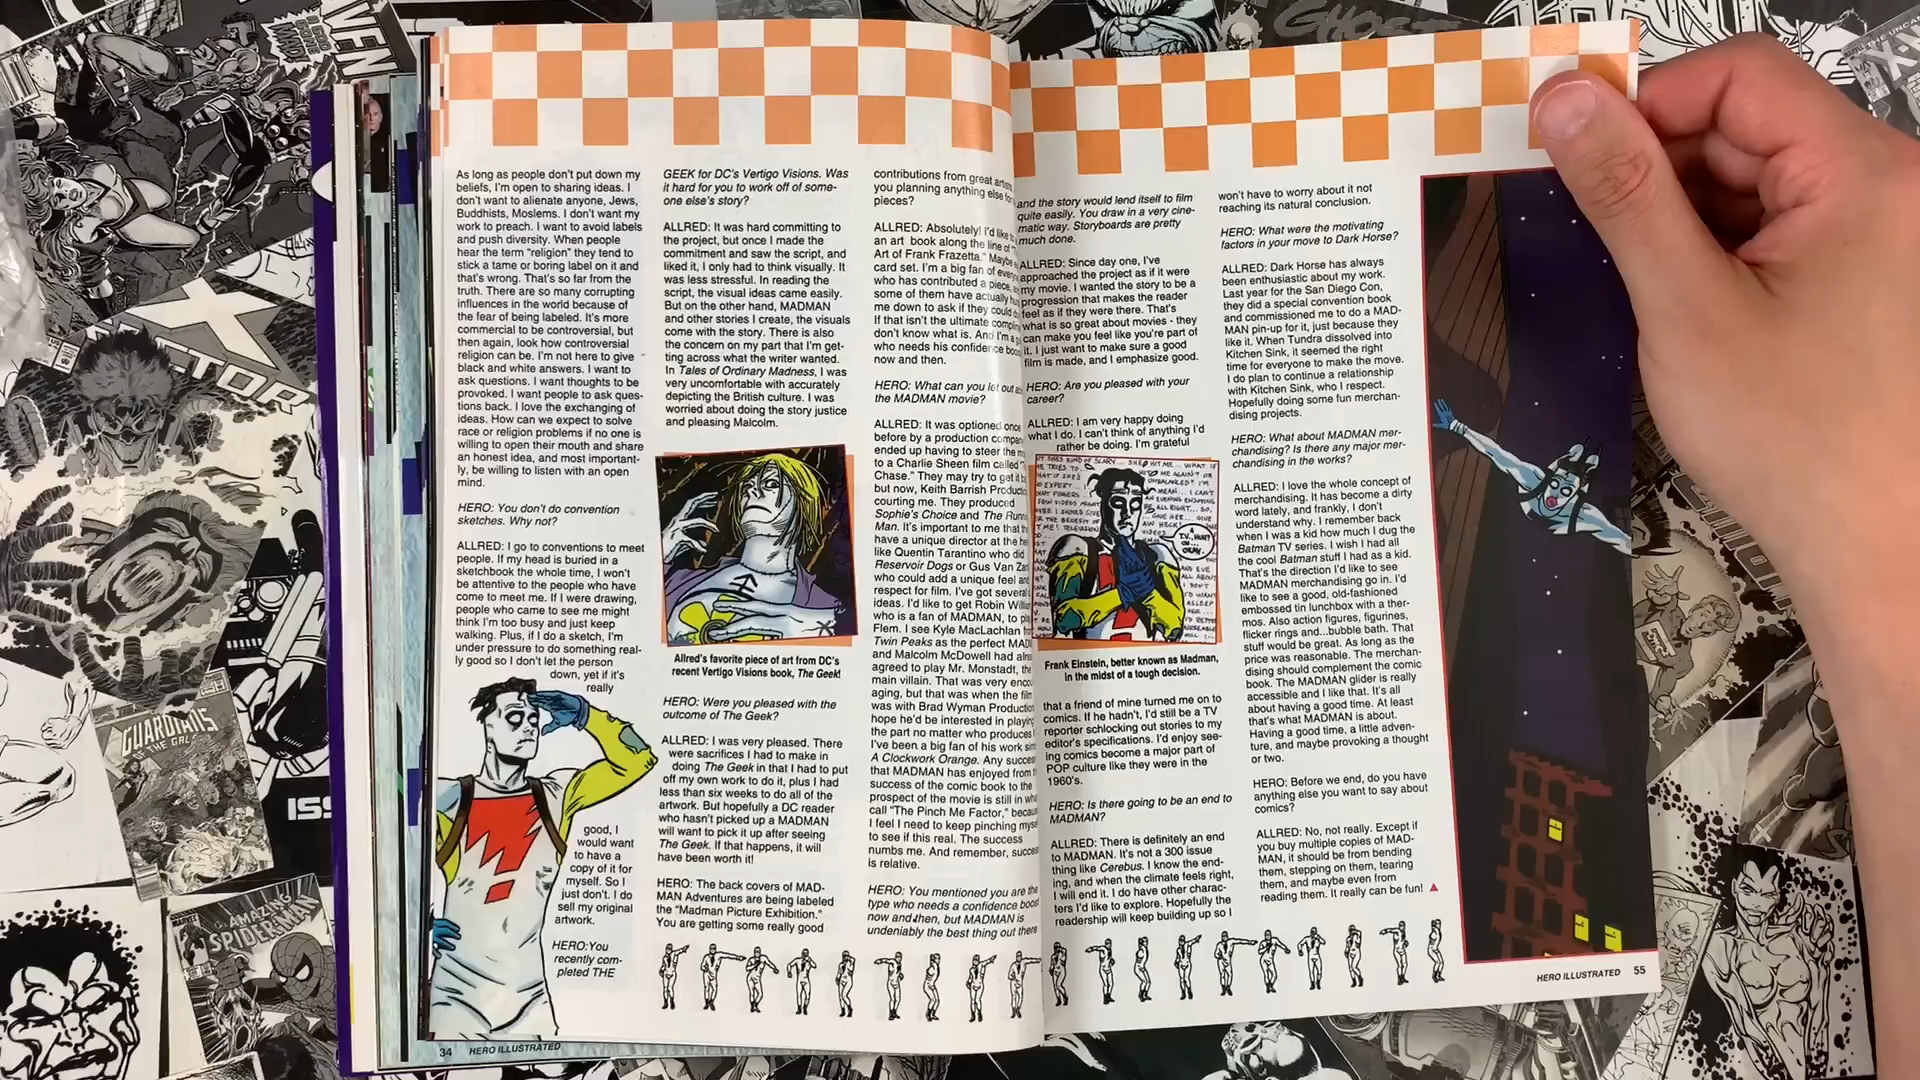 As long as people don't put down my
beliefs, I'm open to sharing ideas. I
don't want to alienate anyone, Jews,
Buddhists, Moslems. I don't want my
work to preach. I want to avoid labels
and push diversity. When people
hear the term "religion" they tend to
stick a tame or boring label on it and
that's wrong. That's so far from the
truth. There are so many corrupting
influences in the world because of
the fear of being labeled. It's more
commercial to be controversial, but
then again, look how controversial
religion can be. I'm not here to give
black and white answers. I want to
ask questions. I want thoughts to be
provoked. I want people to ask ques-
tions back. I love the exchanging of
ideas. How can we expect to solve
race or religion problems if no one is
willing to open their mouth and share
an honest idea, and most important-
ly, be willing to listen with an open
mind.
HERO: You don't do convention
sketches. Why not?
ALLRED: I go to conventions to meet
people. If my head is buried in a
sketchbook the whole time, I won't
be attentive to the people who have
come to meet me. If I were drawing,
people who came to see me might
think I'm too busy and just keep
walking. Plus, if I do a sketch, I'm
under pressure to do something real-
ly good so I don't let the person
down, yet if it's
really
good, I
would want
to have a
copy of it for
myself. So I
just don't. I do
sell my original
artwork.
HERO:You
recently com-
pleted THE
GEEK for DC's Vertigo Visions. Was
it hard for you to work off of some-
one else's story?
ALLRED: It was hard committing to
the project, but once I made the
commitment and saw the script, and
liked it, I only had to think visually. It
was less stressful. In reading the
script, the visual ideas came easily.
But on the other hand, MADMAN
and other stories I create, the visuals
come with the story. There is also
the concern on my part that I'm get-
ting across what the writer wanted.
In Tales of Ordinary Madness, I was
very uncomfortable with accurately
depicting the British culture. I was
worried about doing the story justice
and pleasing Malcolm.
Allred's favorite piece of art from DC's
recent Vertigo Visions book, The Geek!
HERO: Were you pleased with the
outcome of The Geek?
ALLRED: I was very pleased. There
were sacrifices I had to make in
doing The Geek in that I had to put
off my own work to do it, plus I had
less than six weeks to do all of the
artwork. But hopefully a DC reader
who hasn't picked up a MADMAN
will want to pick it up after seeing
The Geek. If that happens, it will
have been worth it!
HERO: The back covers of MAD-
MAN Adventures are being labeled
the "Madman Picture Exhibition."
You are getting some really good
contributions from great
you planning anything else
pieces?
ALLRED: Absolutely! I'd like
an art book along the line of
Art of Frank Frazetta." Maybe
card set. I'm a big fan of
who has contributed a piece,
some of them have actually
me down to ask if they could
If that isn't the ultimate
don't know what is. And I'm a
who needs his confidence
now and then.
HERO: What can you let out
the MADMAN movie?
ALLRED: It was optioned once
before by a production
ended up having to steer the
to a Charlie Sheen film called
Chase." They may try to get it
but now, Keith Barrish
couring me. They produced
Sophie's Choice and The
Man. It's important to me that
have a unique director at the
like Quentin Tarantino who did
Reservoir Dogs or Gus Van
who could add a unique feel and
respect for film. I've got several
ideas. I'd like to get Robin
who is a fan of MADMAN, to
Flem. I see Kyle MacLachlan
Twin Peaks as the perfect
and Malcolm McDowell had
agreed to play Mr. Monstadt, the
main villain. That was very
aging, but that was when the film
was with Brad Wyman
hope he'd be interested in playing
the part no matter who produces
I've been a big fan of his work
A Clockwork Orange. Any success
that MADMAN has enjoyed from
success of the comic book to the
prospect of the movie is still in
call "The Pinch Me Factor,"
I feel I need to keep pinching
to see if this real. The success
numbs me. And remember, success
is relative.
HERO: You mentioned you are the
type who needs a confidence boost
now and then, but MADMAN is
undeniably the best thing out there
34 HERO ILLUSTRATED
and the story would lend itself to film
quite easily. You draw in a very cine-
matic way. Storyboards are pretty
much done.
ALLRED: Since day one, I've
approached the project as if it were
my movie. I wanted the story to be a
progression that makes the reader
feel as if they were there. That's
what is so great about movies - they
can make you feel like you're part of
it. I just want to make sure a good
film is made, and I emphasize good.
HERO: Are you pleased with your
career?
ALLRED: I am very happy doing
what I do. I can't think of anything I'd
rather be doing. I'm grateful
T.V., HUH?
OH...
OKAY.
Frank Einstein, better known as Madman,
in the midst of a tough decision.
that a friend of mine turned me on to
comics. If he hadn't, I'd still be a TV
reporter schlocking out stories to my
editor's specifications. I'd enjoy see-
ing comics become a major part of
POP culture like they were in the
1960's.
HERO: Is there going to be an end to
MADMAN?
ALLRED: There is definitely an end
to MADMAN. It's not a 300 issue
thing like Cerebus. I know the end-
ing, and when the climate feels right,
I will end it. I do have other charac-
ters I'd like to explore. Hopefully the
readership will keep building up so I
won't have to worry about it not
reaching its natural conclusion.
HERO: What were the motivating
factors in your move to Dark Horse?
ALLRED: Dark Horse has always
been enthusiastic about my work.
Last year for the San Diego Con,
they did a special convention book
and commissioned me to do a MAD-
MAN pin-up for it, just because they
like it. When Tundra dissolved into
Kitchen Sink, it seemed the right
time for everyone to make the move.
I do plan to continue a relationship
with Kitchen Sink, who I respect.
Hopefully doing some fun merchan-
dising projects.
HERO: What about MADMAN mer-
chandising? Is there any major mer-
chandising in the works?
ALLRED: I love the whole concept of
merchandising. It has become a dirty
word lately, and frankly, I don't
understand why. I remember back
when I was a kid how much I dug the
Batman TV series. I wish I had all
the cool Batman stuff I had as a kid.
That's the direction I'd like to see
MADMAN merchandising go in. I'd
like to see a good, old-fashioned
embossed tin lunchbox with a ther-
mos. Also action figures, figurines,
flicker rings and...bubble bath. That
stuff would be great. As long as the
price was reasonable. The merchan-
dising should complement the comic
book. The MADMAN glider is really
accessible and I like that. It's all
about having a good time. At least
that's what MADMAN is about.
Having a good time, a little adven-
ture, and maybe provoking a thought
or two.
HERO: Before we end, do you have
anything else you want to say about
comics?
ALLRED: No, not really. Except if
you buy multiple copies of MAD-
MAN, it should be from bending
them, stepping on them, tearing
them, and maybe even from
reading them. It really can be fun!
HERO ILLUSTRATED 55
GUARDIANS
OF THE GAL
AMAZING
SPIDER-MAN